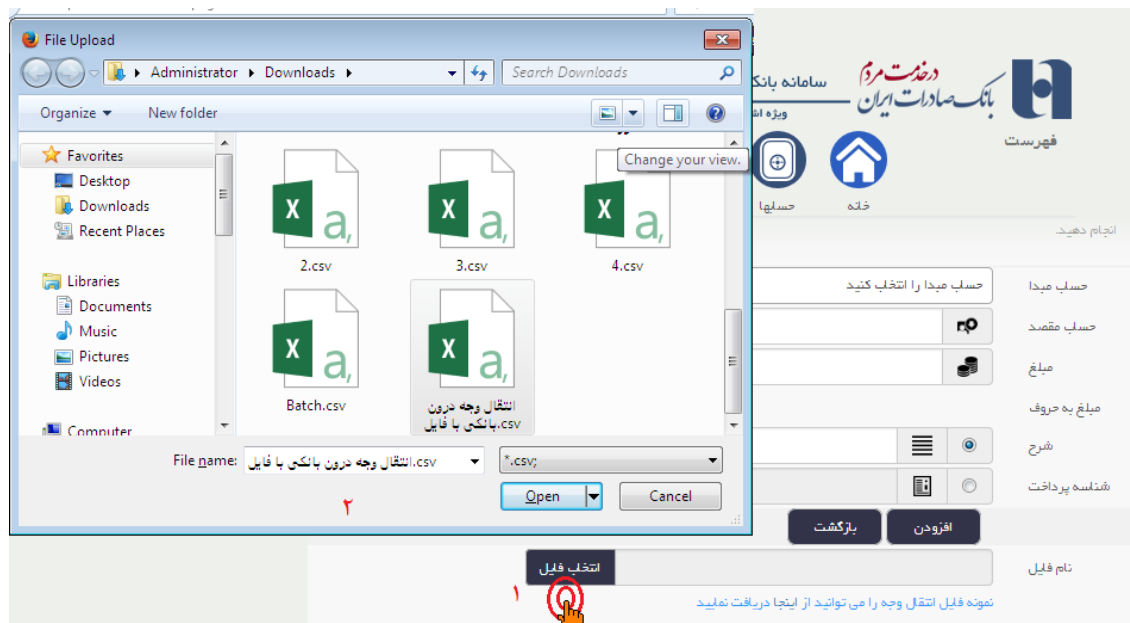 File Upload
Administrator
Downloads
Search Downloads
Organize
New folder
Change your view.
Favorites
Desktop
Downloads
Recent Places
Libraries
Documents
Music
Pictures
Videos
Computer
2.csv
3.csv
4.csv
Batch.csv
انتقال وجه درون
بانکی با فایل.csv
File name:
انتقال وجه درون بانکی با فایل.csv
*.csv;
Open
Cancel
۲
در خدمت مردم
بانک صادرات ایران
سامانه بانک
ویژه
فهرست
خانه
حسابها
انجام دهید.
حساب مبدا
حساب مبدا را انتخاب کنید
حساب مقصد
مبلغ
مبلغ به حروف
شرح
شناسه پرداخت
افزودن
بازگشت
نام فایل
انتخاب فایل
۱
نمونه فایل انتقال وجه را می توانید از اینجا دریافت نمایید